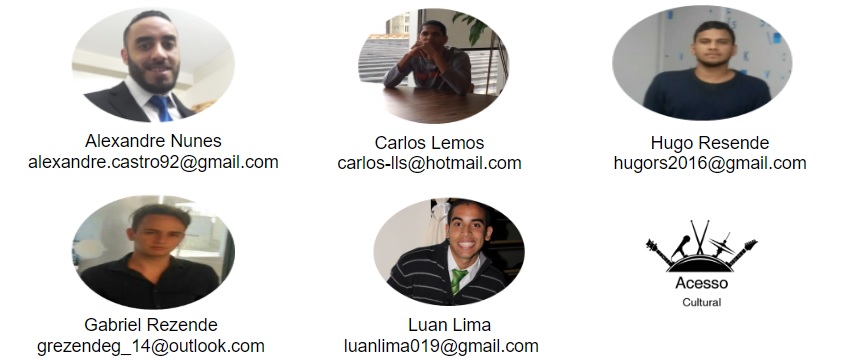 Alexandre Nunes
alexandre.castro92@gmail.com
Carlos Lemos
carlos-lls@hotmail.com
Hugo Resende
hugors2016@gmail.com
Gabriel Rezende
grezendeg_14@outlook.com
Luan Lima
luanlima019@gmail.com
Acesso
Cultural